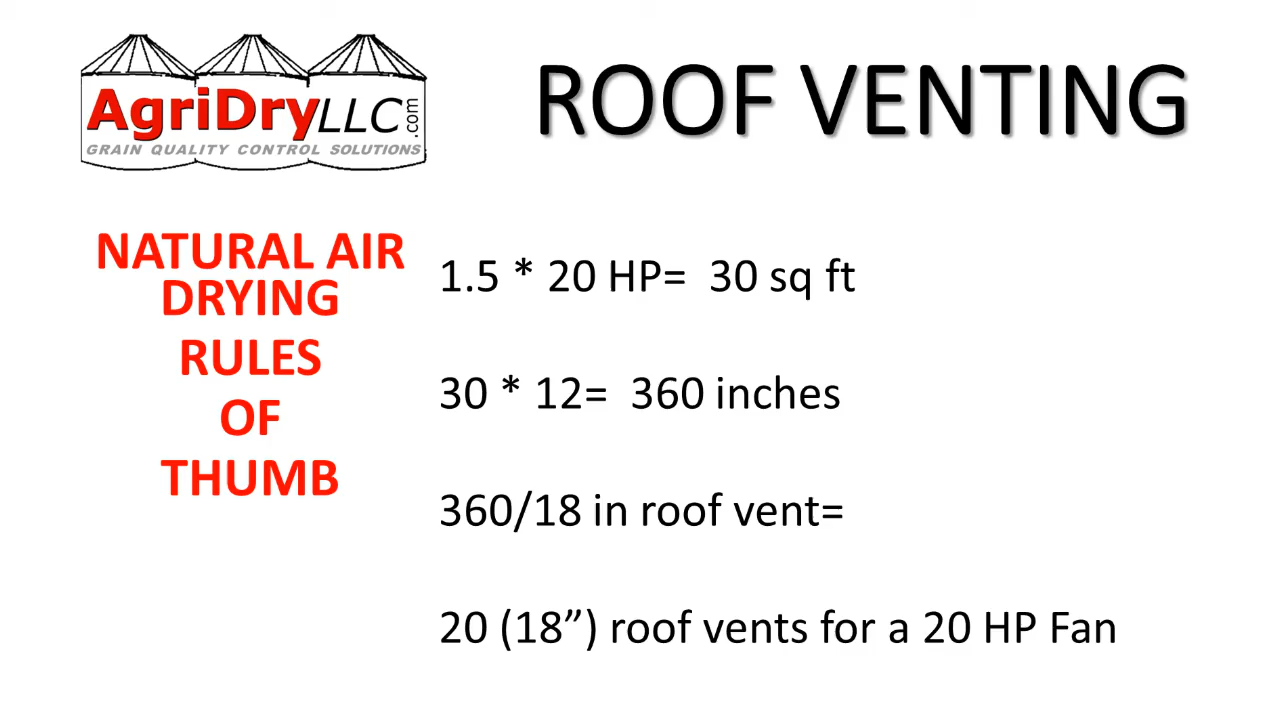 AgriDryLLC.com
GRAIN QUALITY CONTROL SOLUTIONS
ROOF VENTING
NATURAL AIR
DRYING
RULES
OF
THUMB
1.5 * 20 HP=  30 sq ft
30 * 12=  360 inches
360/18 in roof vent=
20 (18”) roof vents for a 20 HP Fan